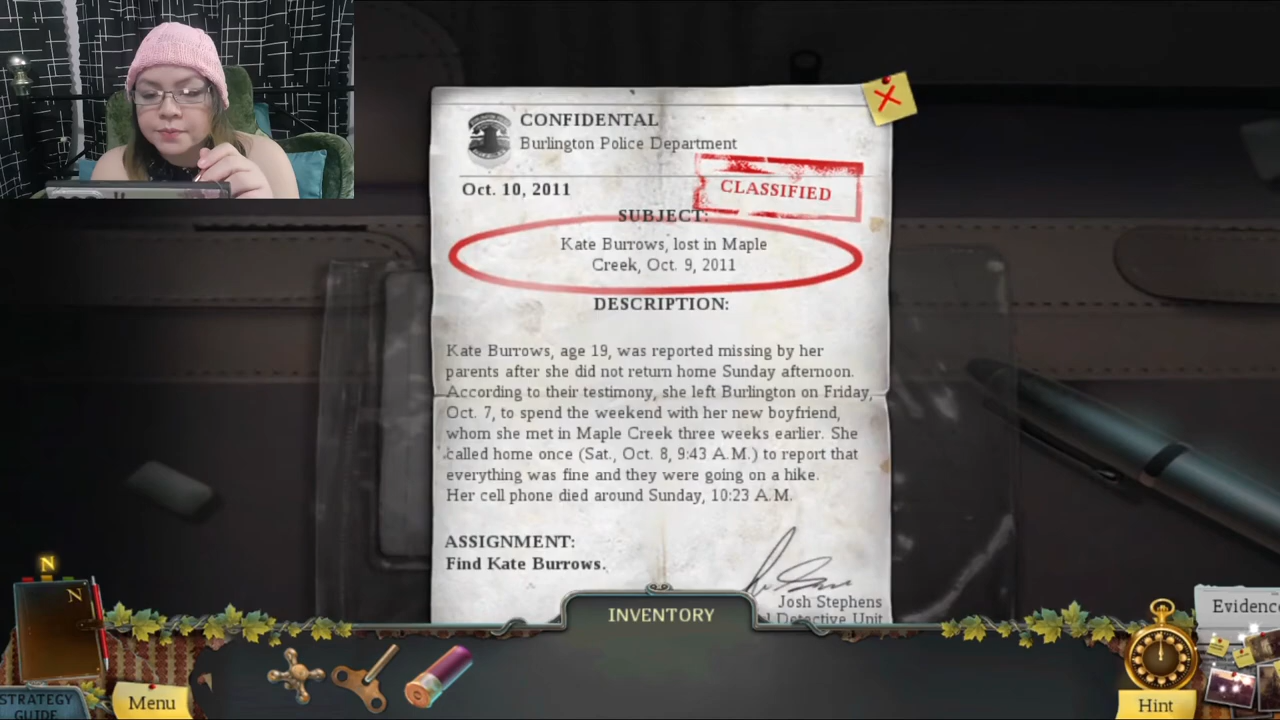 CONFIDENTAL
Burlington Police Department
Oct. 10, 2011
CLASSIFIED
SUBJECT:
Kate Burrows, lost in Maple
Creek, Oct. 9, 2011
DESCRIPTION:
Kate Burrows, age 19, was reported missing by her
parents after she did not return home Sunday afternoon.
According to their testimony, she left Burlington on Friday,
Oct. 7, to spend the weekend with her new boyfriend,
whom she met in Maple Creek three weeks earlier. She
called home once (Sat., Oct. 8, 9:43 A.M.) to report that
everything was fine and they were going on a hike.
Her cell phone died around Sunday, 10:23 A.M.
ASSIGNMENT:
Find Kate Burrows.
Josh Stephens
Detective Unit
N
N
INVENTORY
Evidence
STRATEGY
GUIDE
Menu
Hint